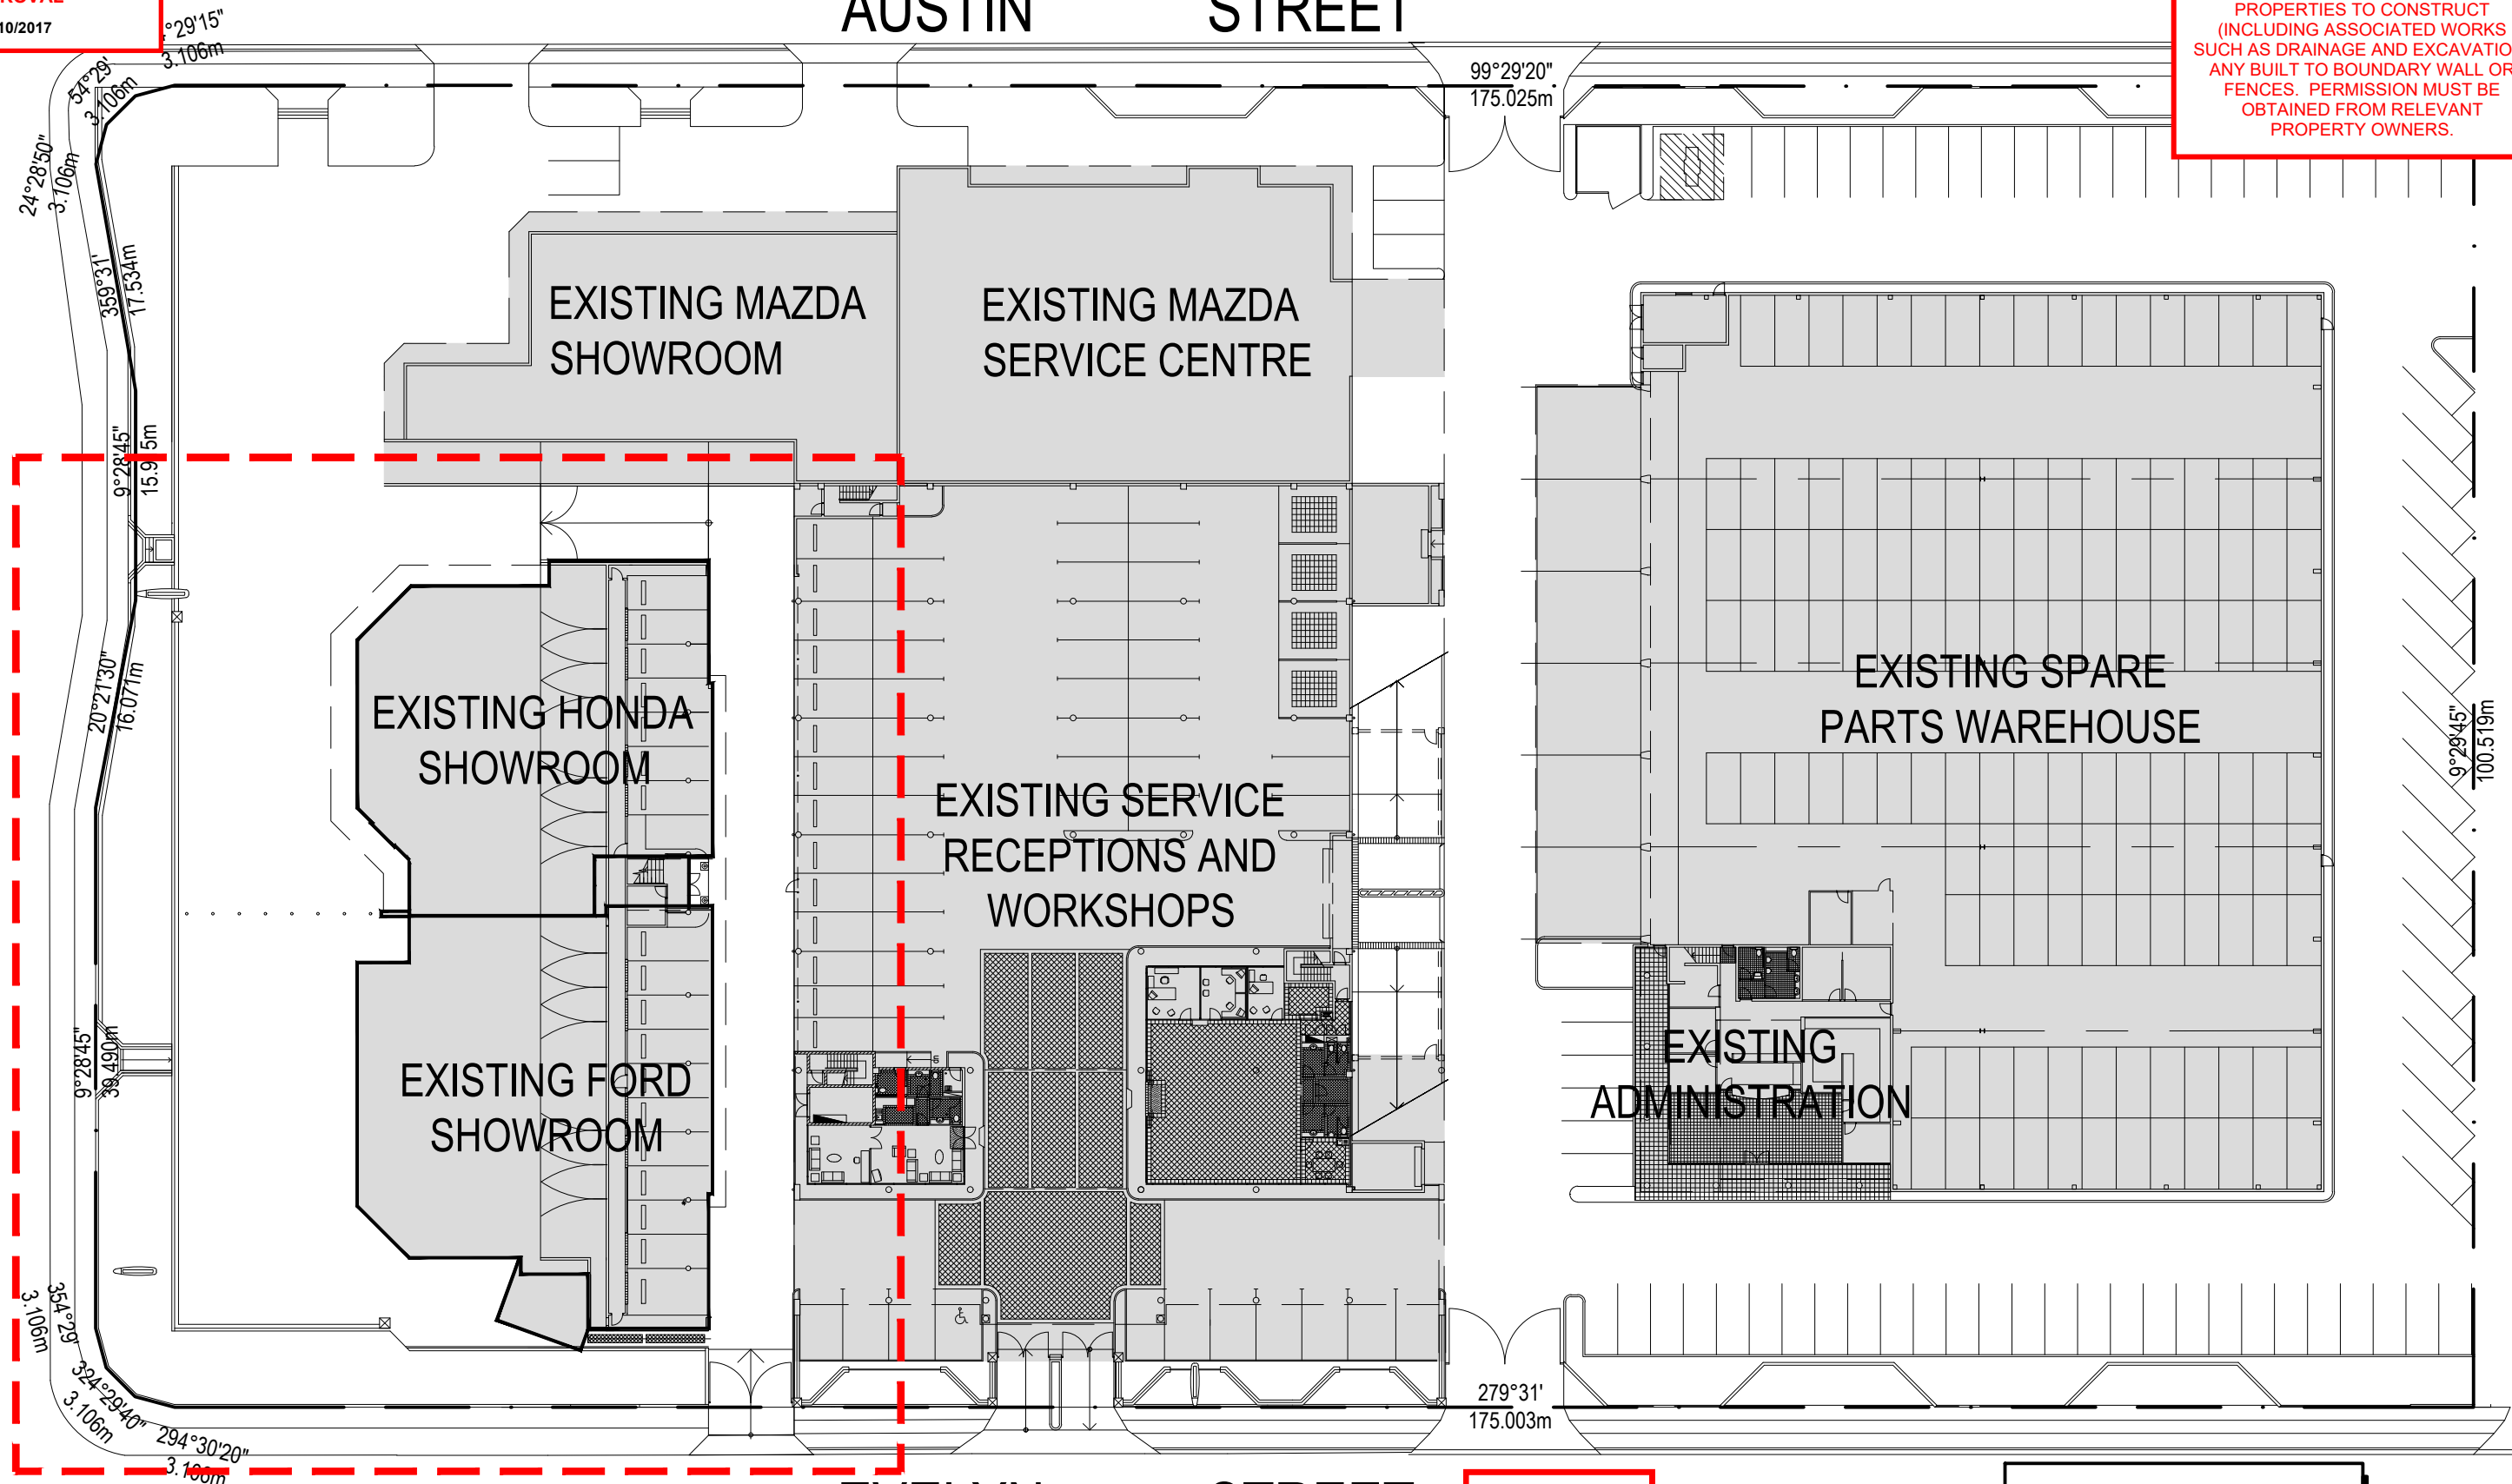 10/2017
AUSTIN STREET
PROPERTIES TO CONSTRUCT
(INCLUDING ASSOCIATED WORKS
SUCH AS DRAINAGE AND EXCAVATIO
ANY BUILT TO BOUNDARY WALL OR
FENCES. PERMISSION MUST BE
OBTAINED FROM RELEVANT
PROPERTY OWNERS.
°29'15"
3.106m
54°29'
3.106m
24°28'50"
3.106m
99°29'20"
175.025m
359°31'
17.534m
EXISTING MAZDA
SHOWROOM
EXISTING MAZDA
SERVICE CENTRE
9°28'45"
20°21'30"
16.071m
EXISTING HONDA
SHOWROOM
EXISTING SERVICE
RECEPTIONS AND
WORKSHOPS
EXISTING SPARE
PARTS WAREHOUSE
9°29'45"
100.519m
9°28'45"
39.490m
EXISTING FORD
SHOWROOM
EXISTING
ADMINISTRATION
354°29'
3.106m
324°29'40"
3.106m
294°30'20"
3.106m
279°31'
175.003m
STREET